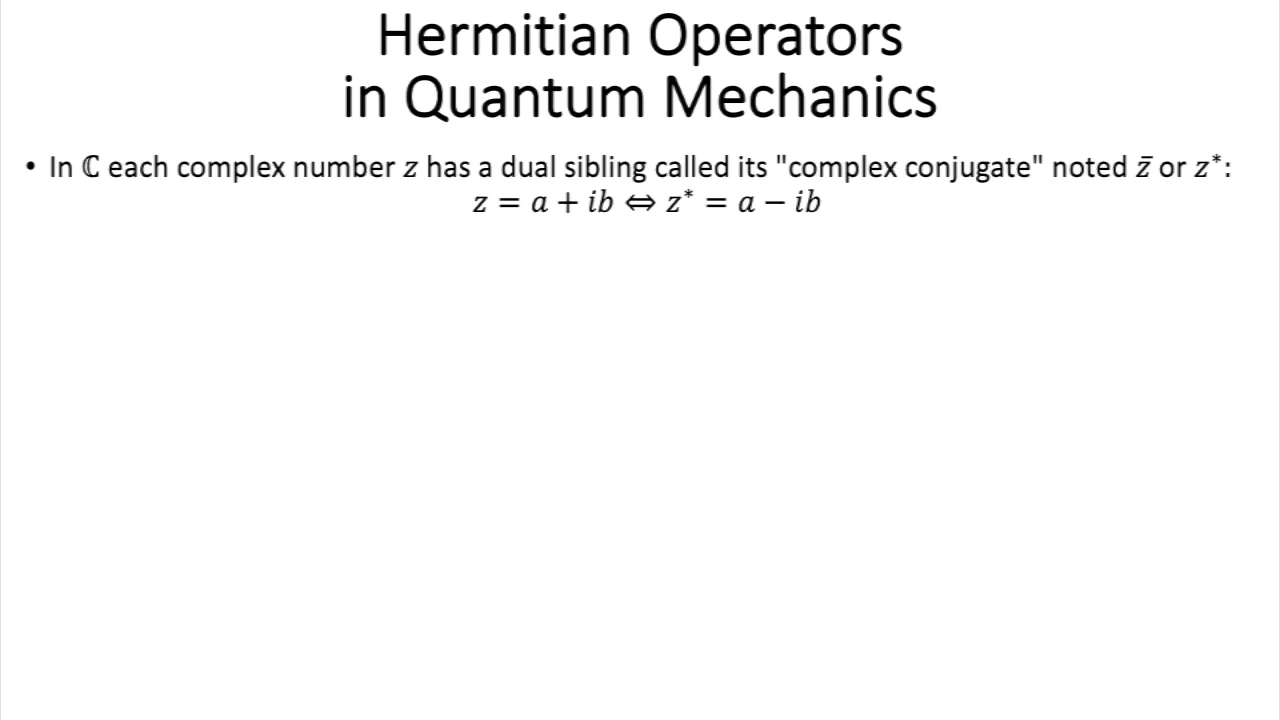 Hermitian Operators
in Quantum Mechanics
• In ℂ each complex number z has a dual sibling called its "complex conjugate" noted z̄ or z*:
z = a + ib ⇔ z* = a − ib